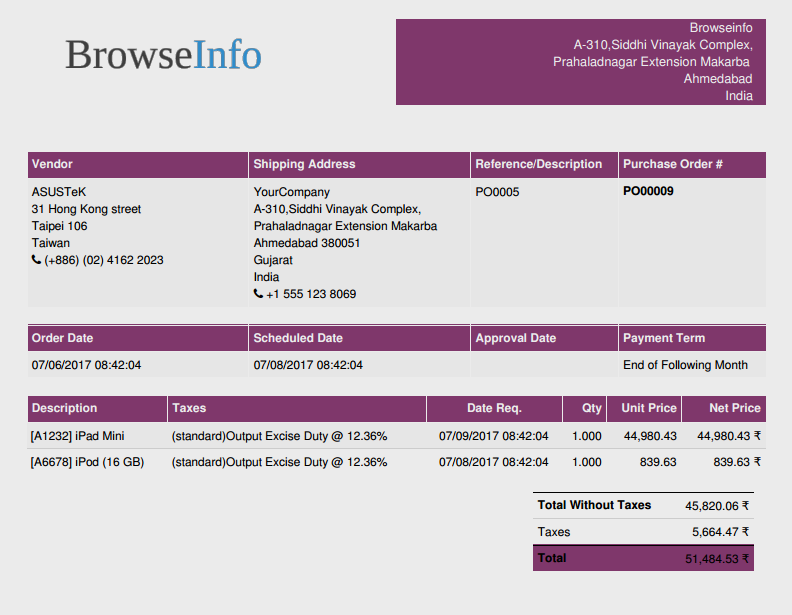 BrowseInfo
Browseinfo
A-310,Siddhi Vinayak Complex,
Prahaladnagar Extension Makarba
Ahmedabad
India
Vendor Shipping Address Reference/Description Purchase Order #
ASUSTeK YourCompany PO0005 PO00009
31 Hong Kong street A-310,Siddhi Vinayak Complex,
Taipei 106 Prahaladnagar Extension Makarba
Taiwan Ahmedabad 380051
(+886) (02) 4162 2023 Gujarat
India
+1 555 123 8069
Order Date Scheduled Date Approval Date Payment Term
07/06/2017 08:42:04 07/08/2017 08:42:04 End of Following Month
Description Taxes Date Req. Qty Unit Price Net Price
[A1232] iPad Mini (standard)Output Excise Duty @ 12.36% 07/09/2017 08:42:04 1.000 44,980.43 44,980.43 ₹
[A6678] iPod (16 GB) (standard)Output Excise Duty @ 12.36% 07/08/2017 08:42:04 1.000 839.63 839.63 ₹
Total Without Taxes 45,820.06 ₹
Taxes 5,664.47 ₹
Total 51,484.53 ₹